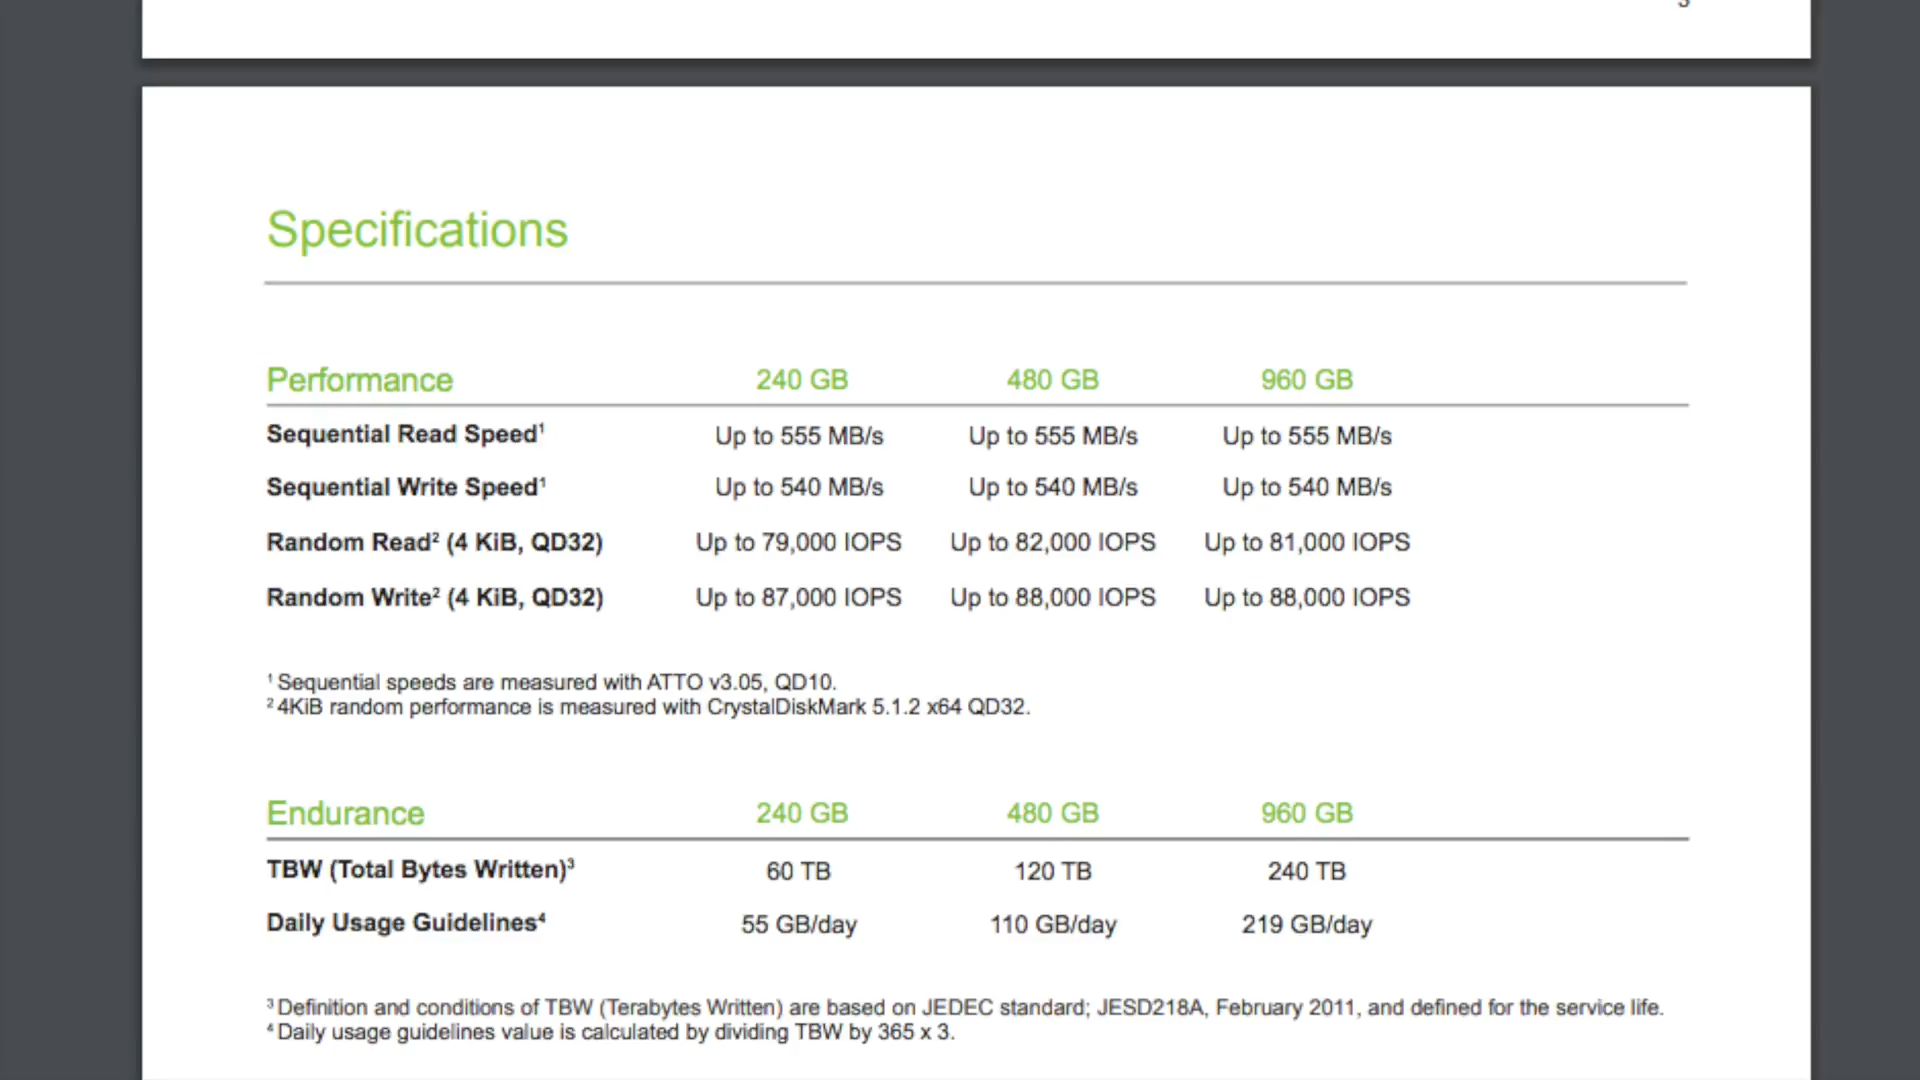 Specifications
Performance 240 GB 480 GB 960 GB
Sequential Read Speed¹ Up to 555 MB/s Up to 555 MB/s Up to 555 MB/s
Sequential Write Speed¹ Up to 540 MB/s Up to 540 MB/s Up to 540 MB/s
Random Read² (4 KiB, QD32) Up to 79,000 IOPS Up to 82,000 IOPS Up to 81,000 IOPS
Random Write² (4 KiB, QD32) Up to 87,000 IOPS Up to 88,000 IOPS Up to 88,000 IOPS
¹ Sequential speeds are measured with ATTO v3.05, QD10.
² 4KiB random performance is measured with CrystalDiskMark 5.1.2 x64 QD32.
Endurance 240 GB 480 GB 960 GB
TBW (Total Bytes Written)³ 60 TB 120 TB 240 TB
Daily Usage Guidelines⁴ 55 GB/day 110 GB/day 219 GB/day
³ Definition and conditions of TBW (Terabytes Written) are based on JEDEC standard; JESD218A, February 2011, and defined for the service life.
⁴ Daily usage guidelines value is calculated by dividing TBW by 365 x 3.